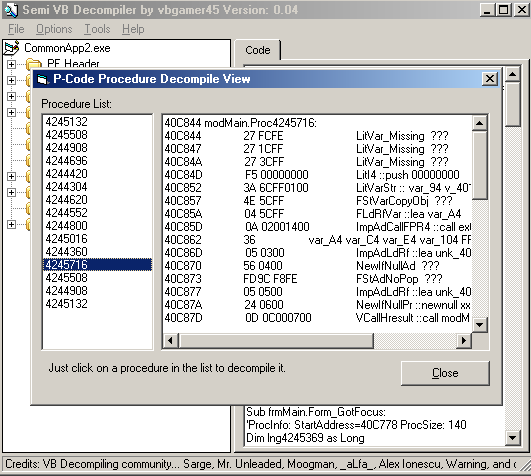 Semi VB Decompiler by vbgamer45 Version: 0.04
File Options Tools Help
CommonApp2.exe
PE Header
Code
P-Code Procedure Decompile View
Procedure List:
4245132
4245508
4244908
4244696
4244420
4244304
4244620
4244552
4244800
4245016
4244360
4245716
4245508
4244908
4245132
40C844 modMain.Proc4245716:
40C844 27 FCFE LitVar_Missing ???
40C847 27 1CFF LitVar_Missing ???
40C84A 27 3CFF LitVar_Missing ???
40C84D F5 00000000 LitI4 ::push 00000000
40C852 3A 6CFF0100 LitVarStr :: var_94 v_40
40C857 4E 5CFF FStVarCopyObj ???
40C85A 04 5CFF FLdRfVar ::lea var_A4
40C85D 0A 02001400 ImpAdCallFPR4 ::call ext
40C862 36 var_A4 var_C4 var_E4 var_104 FF
40C86D 05 0300 ImpAdLdRf ::lea unk_40
40C870 56 0400 NewIfNullAd ???
40C873 FD9C F8FE FStAdNoPop ???
40C877 05 0500 ImpAdLdRf ::lea unk_40
40C87A 24 0600 NewIfNullPr ::newnull xx
40C87D 0D 0C000700 VCallHresult ::call modM
Just click on a procedure in the list to decompile it.
Close
Sub frmMain.Form_GotFocus:
'ProcInfo: StartAddress=40C778 ProcSize: 140
Dim lng4245369 as Long
Credits: VB Decompiling community... Sarge, Mr. Unleaded, Moogman, _aLfa_, Alex Ionescu, Warning, and